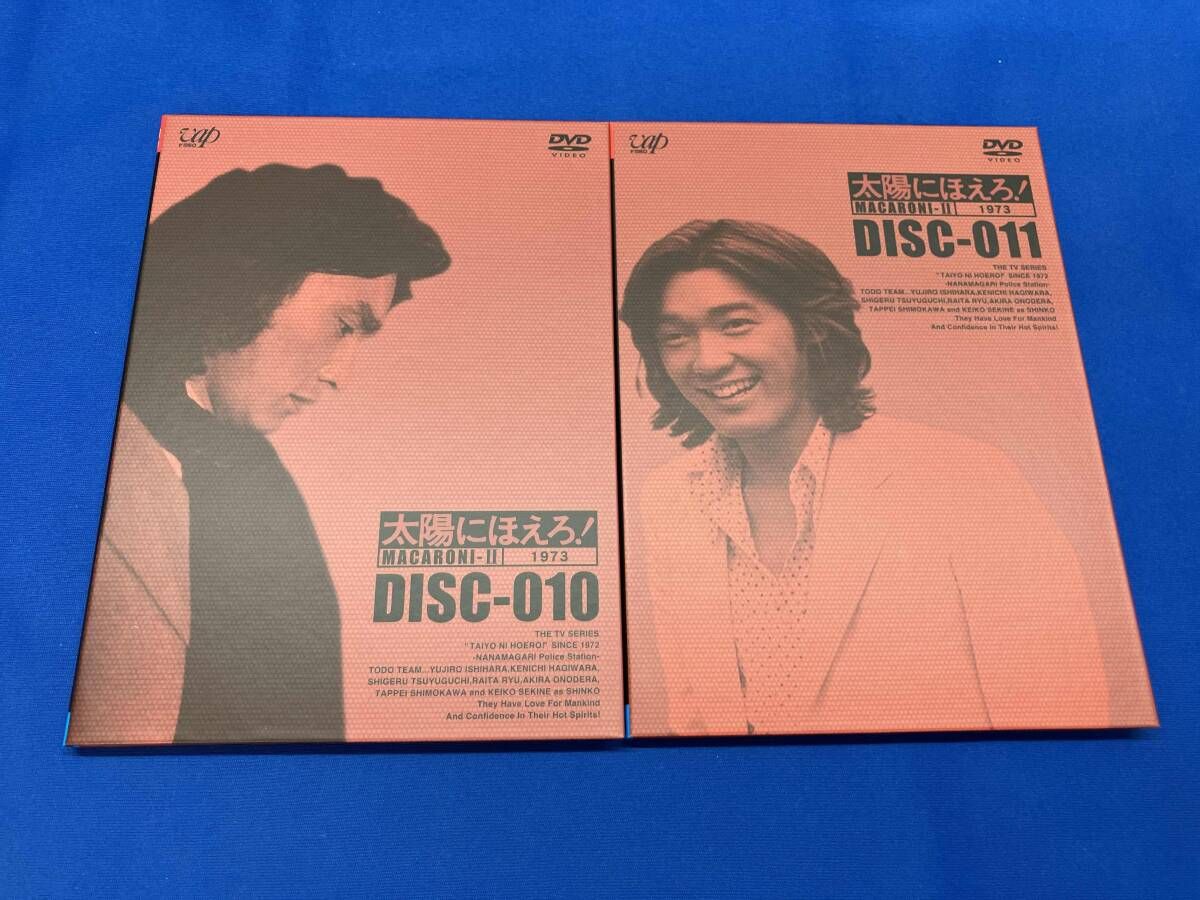 vap
VIDEO
DVD
VIDEO
太陽にほえろ!
MACARONI-II 1973
DISC-010
THE TV SERIES
"TAIYO NI HOERO!" SINCE 1972
-NANAMAGARI Police Station-
TODO TEAM...YUJIRO ISHIHARA,KENICHI HAGIWARA,
SHIGERU TSUYUGUCHI,RAITA RYU,AKIRA ONODERA,
TAPPEI SHIMOKAWA and KEIKO SEKINE as SHINKO
They Have Love For Mankind
And Confidence In Their Hot Spirits!
vap
VIDEO
DVD
VIDEO
太陽にほえろ!
MACARONI-II 1973
DISC-011
THE TV SERIES
"TAIYO NI HOERO!" SINCE 1972
-NANAMAGARI Police Station-
TODO TEAM...YUJIRO ISHIHARA,KENICHI HAGIWARA,
SHIGERU TSUYUGUCHI,RAITA RYU,AKIRA ONODERA,
TAPPEI SHIMOKAWA and KEIKO SEKINE as SHINKO
They Have Love For Mankind
And Confidence In Their Hot Spirits!